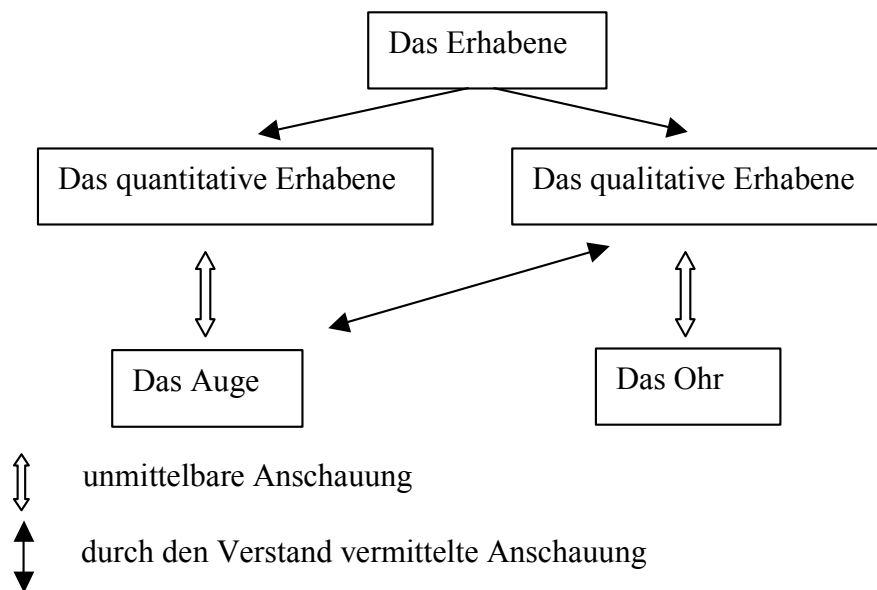 Das Erhabene
Das quantitative Erhabene
Das qualitative Erhabene
Das Auge
Das Ohr
unmittelbare Anschauung
durch den Verstand vermittelte Anschauung